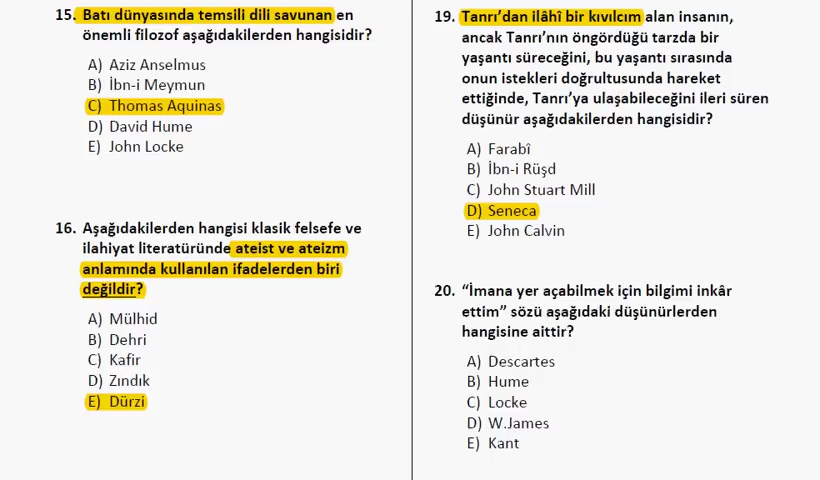 15. Batı dünyasında temsili dili savunan en
önemli filozof aşağıdakilerden hangisidir?
A) Aziz Anselmus
B) İbn-i Meymun
C) Thomas Aquinas
D) David Hume
E) John Locke
16. Aşağıdakilerden hangisi klasik felsefe ve
ilahiyat literatüründe ateist ve ateizm
anlamında kullanılan ifadelerden biri
değildir?
A) Mülhid
B) Dehri
C) Kafir
D) Zındık
E) Dürzi
19. Tanrı’dan ilâhî bir kıvılcım alan insanın,
ancak Tanrı’nın öngördüğü tarzda bir
yaşantı süreceğini, bu yaşantı sırasında
onun istekleri doğrultusunda hareket
ettiğinde, Tanrı’ya ulaşabileceğini ileri süren
düşünür aşağıdakilerden hangisidir?
A) Farabî
B) İbn-i Rüşd
C) John Stuart Mill
D) Seneca
E) John Calvin
20. “İmana yer açabilmek için bilgimi inkâr
ettim” sözü aşağıdaki düşünürlerden
hangisine aittir?
A) Descartes
B) Hume
C) Locke
D) W.James
E) Kant